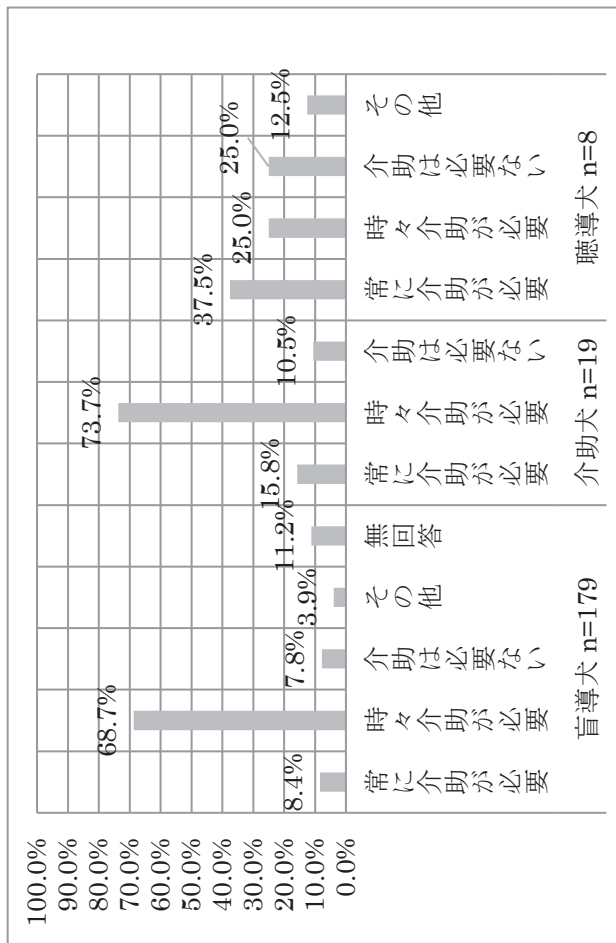 100.0%
90.0%
80.0%
70.0%
60.0%
50.0%
40.0%
30.0%
20.0%
10.0%
0.0%
8.4%
68.7%
7.8%
3.9%
11.2%
15.8%
73.7%
10.5%
37.5%
25.0%
25.0%
12.5%
常に介助が必要
時々介助が必要
介助は必要ない
その他
無回答
常に介助が必要
時々介助が必要
介助は必要ない
常に介助が必要
時々介助が必要
介助は必要ない
その他
盲導犬 n=179
介助犬 n=19
聴導犬 n=8